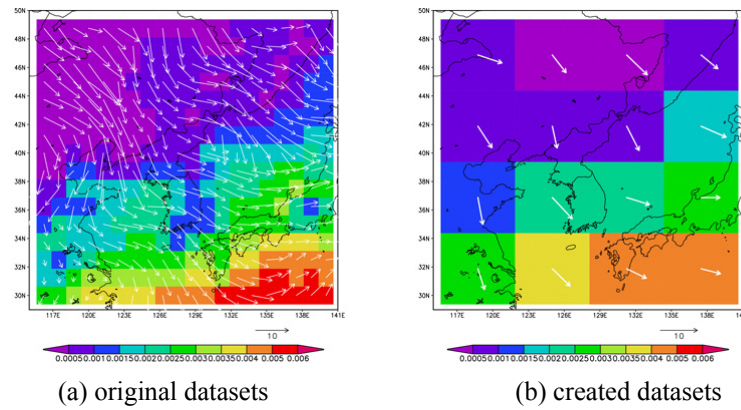 50N 50N
48N 48N
46N 46N
44N 44N
42N 42N
40N 40N
38N 38N
36N 36N
34N 34N
32N 32N
30N 30N
117E 120E 123E 126E 129E 132E 135E 138E 141E 117E 120E 123E 126E 129E 132E 135E 138E 141E
10 10
0.0005 0.001 0.0015 0.002 0.0025 0.003 0.0035 0.004 0.005 0.006 0.0005 0.001 0.0015 0.002 0.0025 0.003 0.0035 0.004 0.005 0.006
(a) original datasets (b) created datasets